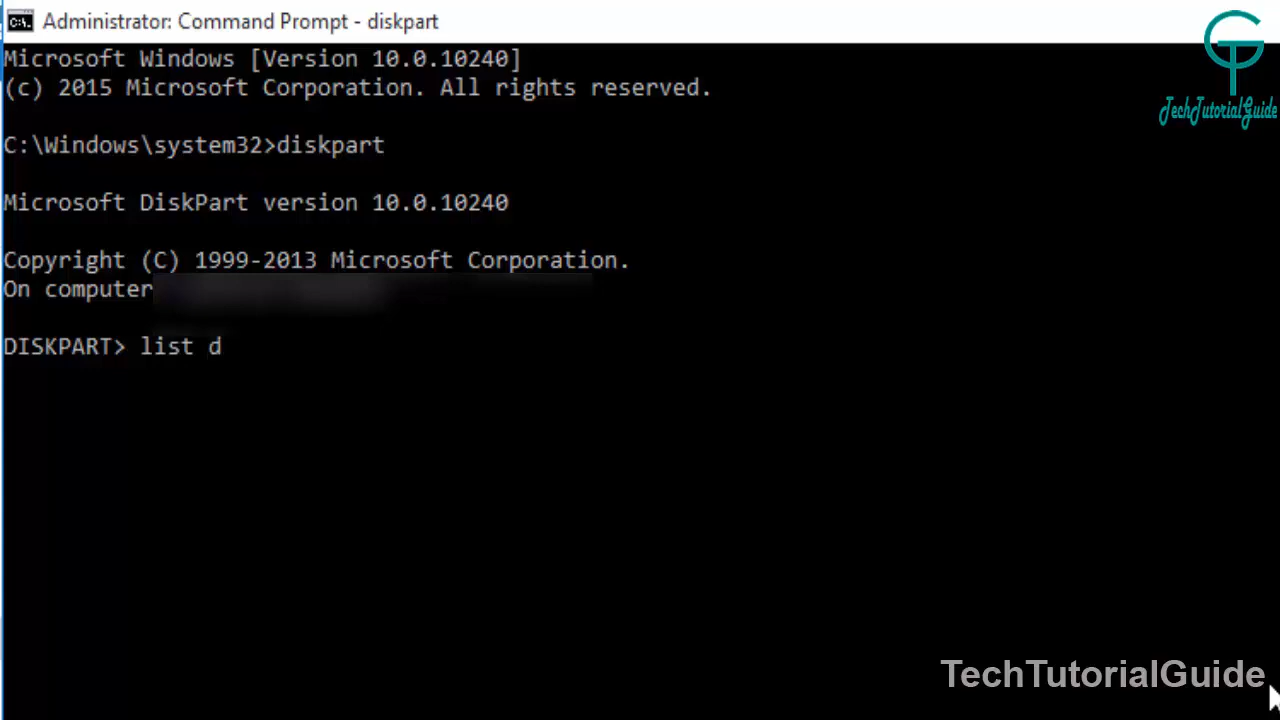 Administrator: Command Prompt - diskpart
Microsoft Windows [Version 10.0.10240]
(c) 2015 Microsoft Corporation. All rights reserved.
C:\Windows\system32>diskpart
Microsoft DiskPart version 10.0.10240
Copyright (C) 1999-2013 Microsoft Corporation.
On computer
DISKPART> list d
TechTutorialGuide
TechTutorialGuide